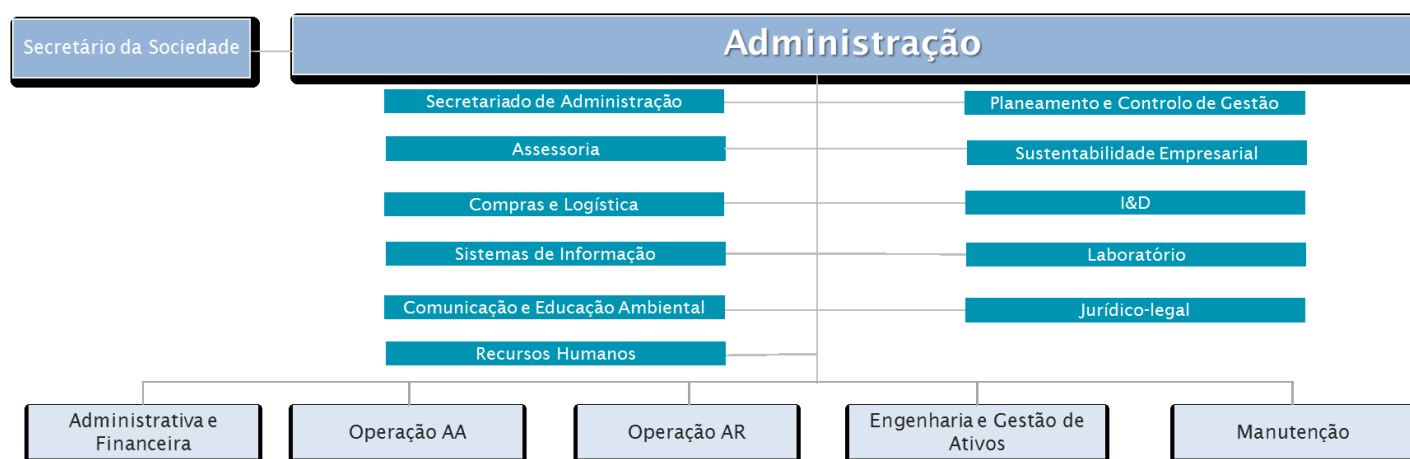 Secretário da Sociedade
Administração
Secretariado de Administração
Planeamento e Controlo de Gestão
Assessoria
Sustentabilidade Empresarial
Compras e Logística
I&D
Sistemas de Informação
Laboratório
Comunicação e Educação Ambiental
Jurídico-legal
Recursos Humanos
Administrativa e
Financeira
Operação AA
Operação AR
Engenharia e Gestão de
Ativos
Manutenção